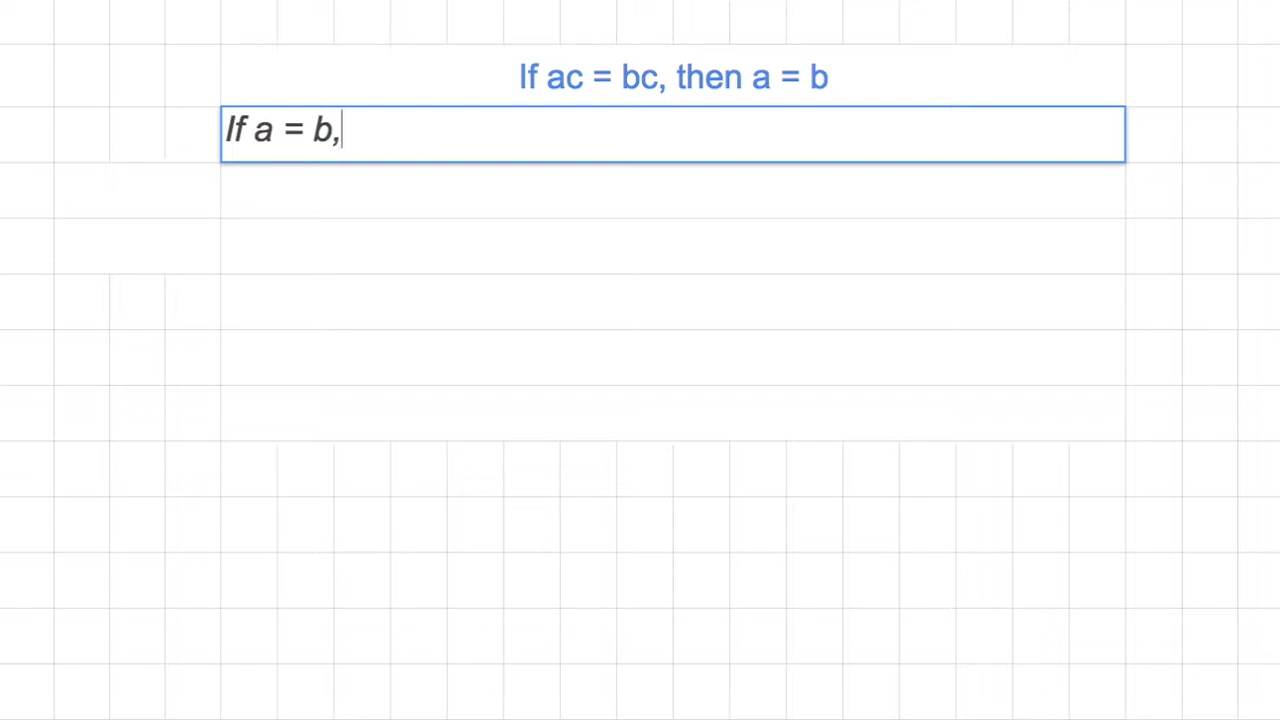 If ac = bc, then a = b
If a = b,